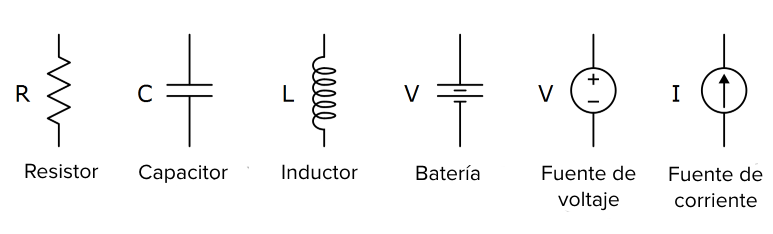 R
C
L
V
V
+
−
I
Resistor
Capacitor
Inductor
Batería
Fuente de
voltaje
Fuente de
corriente